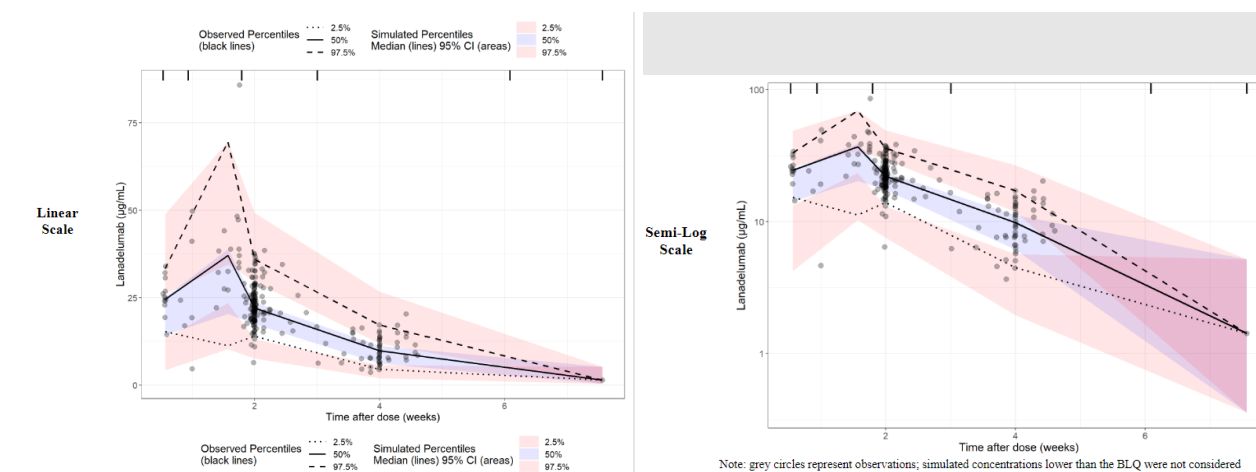 Observed Percentiles
(black lines)
2.5%
50%
97.5%
Simulated Percentiles
Median (lines) 95% CI (areas)
2.5%
50%
97.5%
Linear
Scale
Lanadelumab (µg/mL)
75
50
25
0
2
4
6
Time after dose (weeks)
Observed Percentiles
(black lines)
2.5%
50%
97.5%
Simulated Percentiles
Median (lines) 95% CI (areas)
2.5%
50%
97.5%
Semi-Log
Scale
Lanadelumab (µg/mL)
100
10
1
2
4
6
Time after dose (weeks)
Note: grey circles represent observations; simulated concentrations lower than the BLQ were not considered